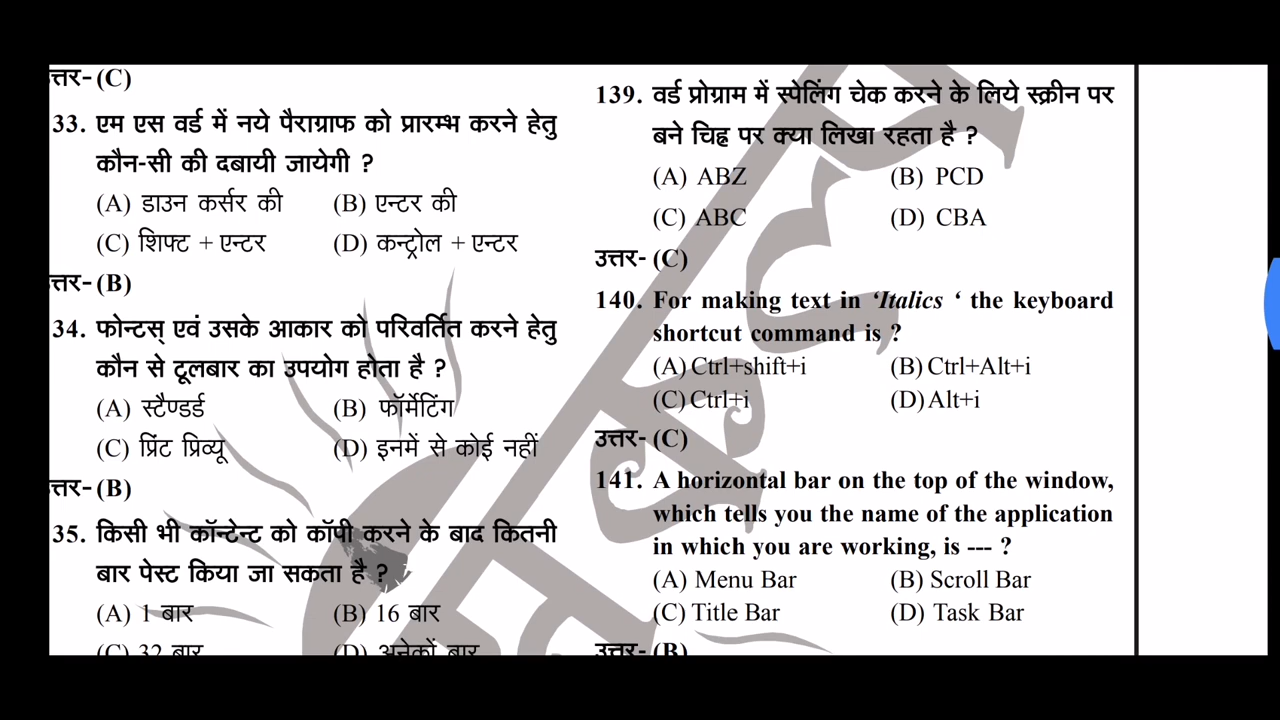 त्तर- (C)
33. एम एस वर्ड में नये पैराग्राफ को प्रारम्भ करने हेतु
कौन-सी की दबायी जायेगी ?
(A) डाउन कर्सर की (B) एन्टर की
(C) शिफ्ट + एन्टर (D) कन्ट्रोल + एन्टर
त्तर- (B)
34. फोन्टस् एवं उसके आकार को परिवर्तित करने हेतु
कौन से टूलबार का उपयोग होता है ?
(A) स्टैण्डर्ड (B) फॉर्मेटिंग
(C) प्रिंट प्रिव्यू (D) इनमें से कोई नहीं
त्तर- (B)
35. किसी भी कॉन्टेन्ट को कॉपी करने के बाद कितनी
बार पेस्ट किया जा सकता है ?
(A) 1 बार (B) 16 बार
(C) 32 बार (D) अनेकों बार
139. वर्ड प्रोग्राम में स्पेलिंग चेक करने के लिये स्क्रीन पर
बने चिह्न पर क्या लिखा रहता है ?
(A) ABZ (B) PCD
(C) ABC (D) CBA
उत्तर- (C)
140. For making text in ‘Italics ‘ the keyboard
shortcut command is ?
(A) Ctrl+shift+i (B) Ctrl+Alt+i
(C) Ctrl+i (D) Alt+i
उत्तर- (C)
141. A horizontal bar on the top of the window,
which tells you the name of the application
in which you are working, is --- ?
(A) Menu Bar (B) Scroll Bar
(C) Title Bar (D) Task Bar
उत्तर- (B)